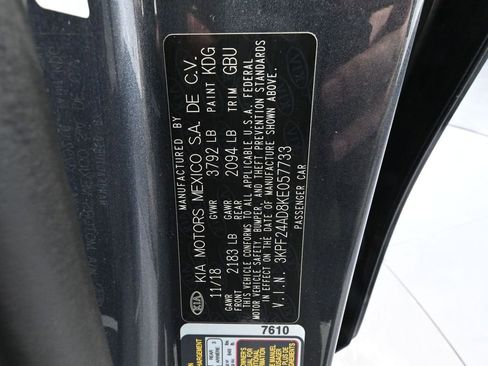 MANUFACTURED BY
KIA MOTORS MEXICO S.A. DE C.V.
11/18 GVWR 3792 LB PAINT KDG
GAWR FRONT 2183 LB GAWR REAR 2094 LB TRIM GBU
THIS VEHICLE CONFORMS TO ALL APPLICABLE U.S.A. FEDERAL
MOTOR VEHICLE SAFETY, BUMPER, AND THEFT PREVENTION STANDARDS
IN EFFECT ON THE DATE OF MANUFACTURE SHOWN ABOVE.
V.I.N. 3KPF24AD8KE057733
PASSENGER CAR
KIA
7610